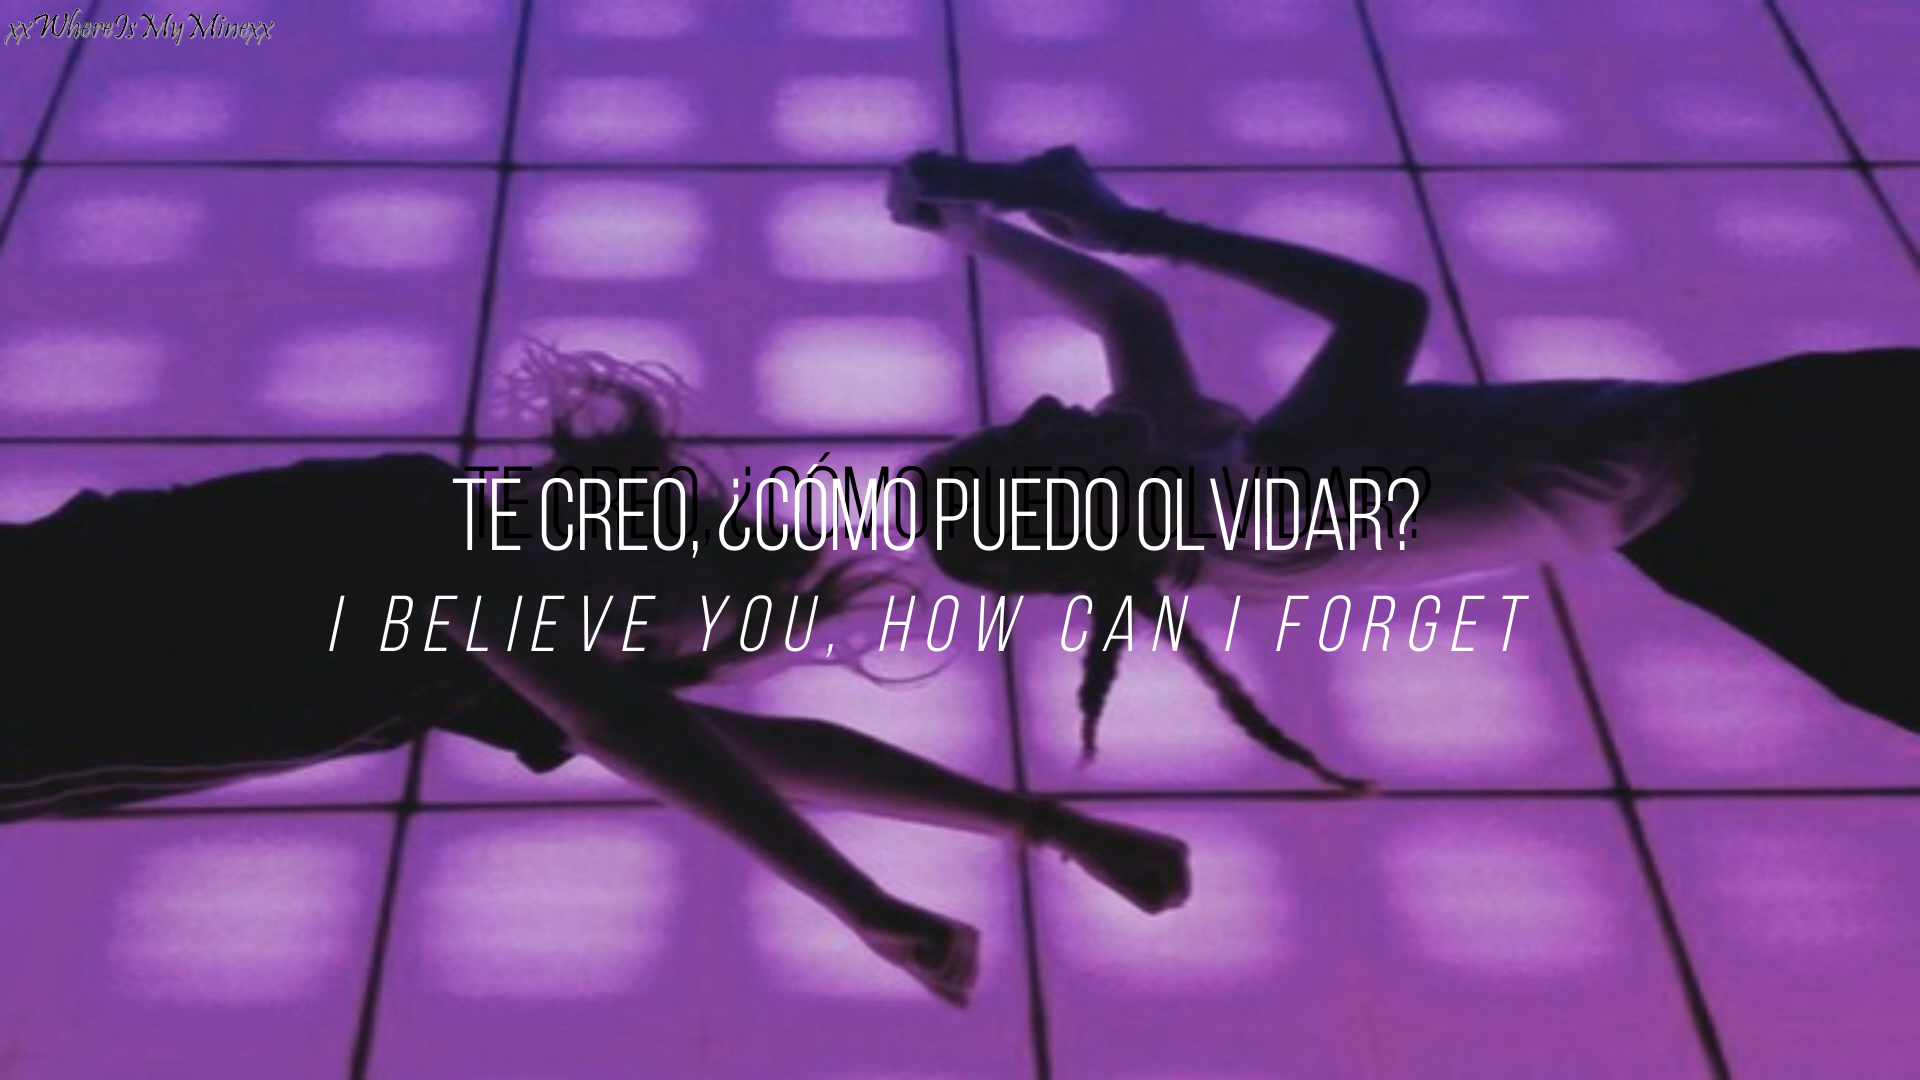 xxWhereIsMyMinexx
TE CREO, ¿CÓMO PUEDO OLVIDAR?
I BELIEVE YOU, HOW CAN I FORGET